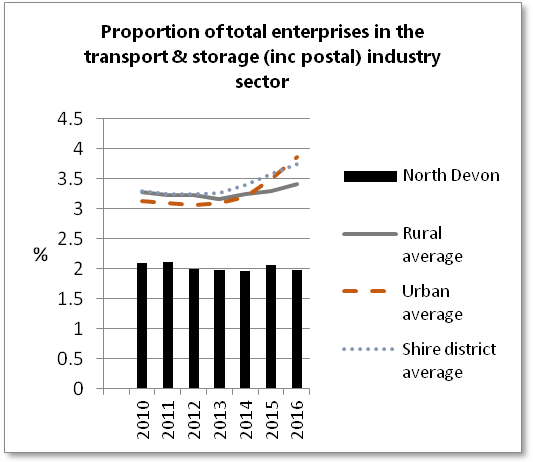 Proportion of total enterprises in the
transport & storage (inc postal) industry
sector
4.5
4
3.5
3
2.5
2
1.5
1
0.5
0
%
2010
2011
2012
2013
2014
2015
2016
North Devon
Rural
average
Urban
average
Shire district
average